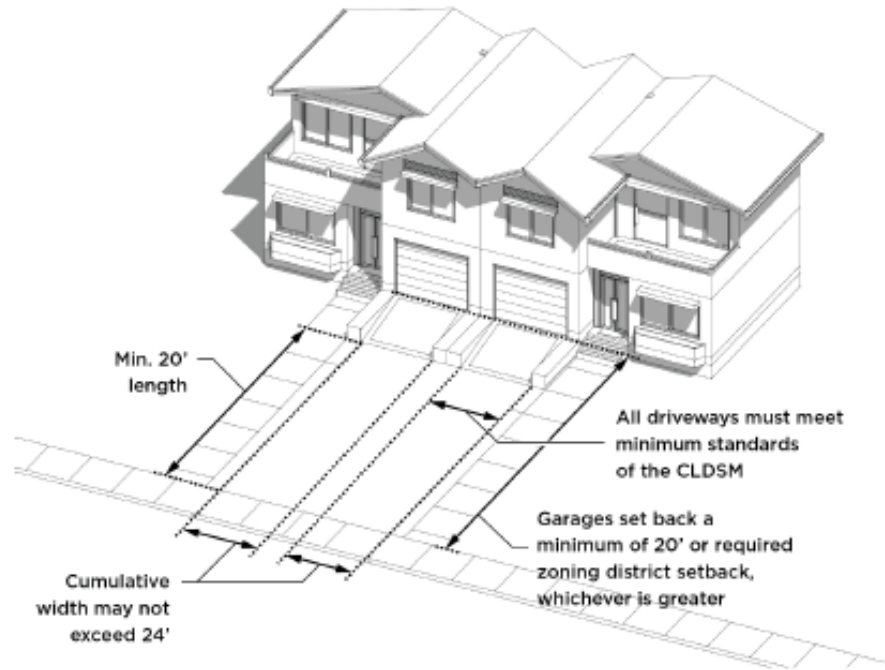 Min. 20'
length
All driveways must meet
minimum standards
of the CLDSM
Garages set back a
minimum of 20' or required
zoning district setback,
whichever is greater
Cumulative
width may not
exceed 24'